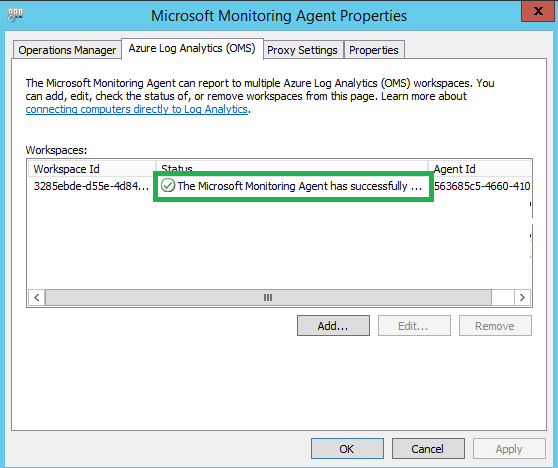 Microsoft Monitoring Agent Properties
x
Operations Manager Azure Log Analytics (OMS) Proxy Settings Properties
The Microsoft Monitoring Agent can report to multiple Azure Log Analytics (OMS) workspaces. You
can add, edit, check the status of, or remove workspaces from this page. Learn more about
connecting computers directly to Log Analytics.
Workspaces:
Workspace Id Status Agent Id
3285ebde-d55e-4d84... The Microsoft Monitoring Agent has successfully ... 563685c5-4660-410
Add... Edit... Remove
OK Cancel Apply